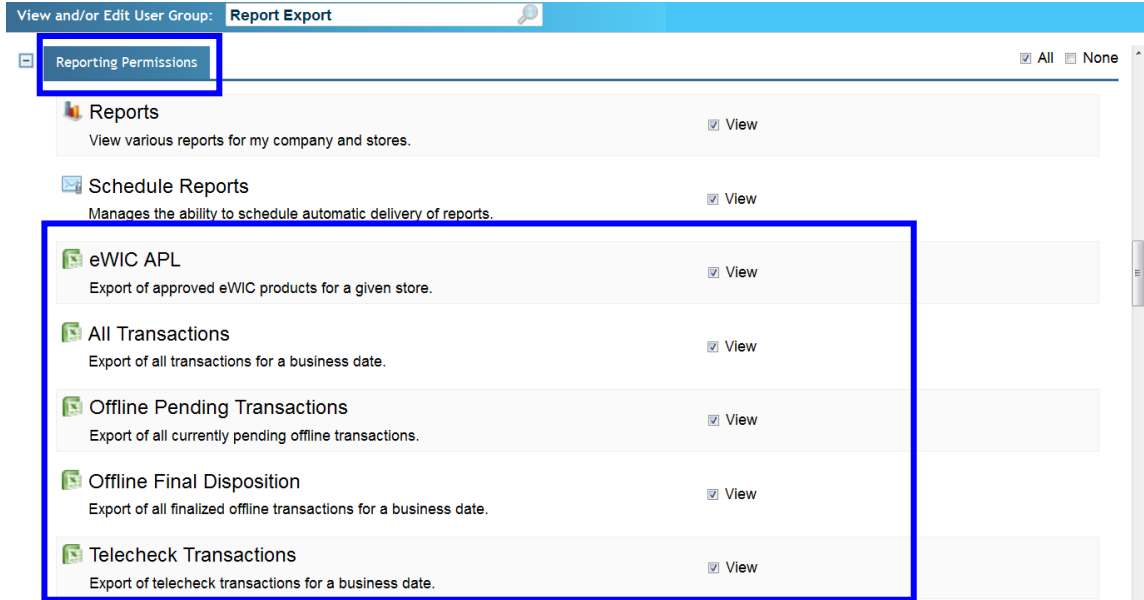 View and/or Edit User Group: Report Export
Reporting Permissions
All None
Reports
View various reports for my company and stores.
View
Schedule Reports
Manages the ability to schedule automatic delivery of reports.
View
eWIC APL
Export of approved eWIC products for a given store.
View
All Transactions
Export of all transactions for a business date.
View
Offline Pending Transactions
Export of all currently pending offline transactions.
View
Offline Final Disposition
Export of all finalized offline transactions for a business date.
View
Telecheck Transactions
Export of telecheck transactions for a business date.
View